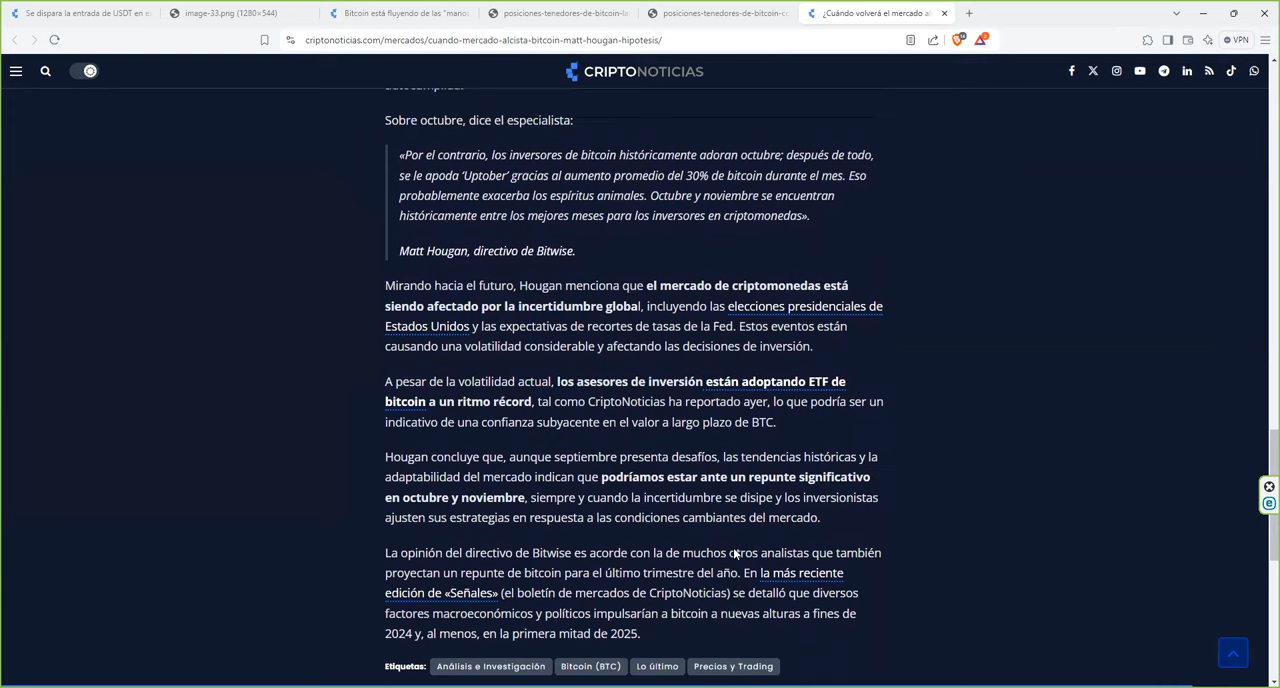 Se dispara la entrada de USDT en e
image-33.png (1280×544)
Bitcoin está fluyendo de las "mano
posiciones-tenedores-de-bitcoin-la
posiciones-tenedores-de-bitcoin-co
¿Cuándo volverá el mercado al
criptonoticias.com/mercados/cuando-mercado-alcista-bitcoin-matt-hougan-hipotesis/
VPN
CRIPTONOTICIAS
Sobre octubre, dice el especialista:
«Por el contrario, los inversores de bitcoin históricamente adoran octubre; después de todo,
se le apoda 'Uptober' gracias al aumento promedio del 30% de bitcoin durante el mes. Eso
probablemente exacerba los espíritus animales. Octubre y noviembre se encuentran
históricamente entre los mejores meses para los inversores en criptomonedas».
Matt Hougan, directivo de Bitwise.
Mirando hacia el futuro, Hougan menciona que el mercado de criptomonedas está
siendo afectado por la incertidumbre global, incluyendo las elecciones presidenciales de
Estados Unidos y las expectativas de recortes de tasas de la Fed. Estos eventos están
causando una volatilidad considerable y afectando las decisiones de inversión.
A pesar de la volatilidad actual, los asesores de inversión están adoptando ETF de
bitcoin a un ritmo récord, tal como CriptoNoticias ha reportado ayer, lo que podría ser un
indicativo de una confianza subyacente en el valor a largo plazo de BTC.
Hougan concluye que, aunque septiembre presenta desafíos, las tendencias históricas y la
adaptabilidad del mercado indican que podríamos estar ante un repunte significativo
en octubre y noviembre, siempre y cuando la incertidumbre se disipe y los inversionistas
ajusten sus estrategias en respuesta a las condiciones cambiantes del mercado.
La opinión del directivo de Bitwise es acorde con la de muchos otros analistas que también
proyectan un repunte de bitcoin para el último trimestre del año. En la más reciente
edición de «Señales» (el boletín de mercados de CriptoNoticias) se detalló que diversos
factores macroeconómicos y políticos impulsarían a bitcoin a nuevas alturas a fines de
2024 y, al menos, en la primera mitad de 2025.
Etiquetas: Análisis e Investigación Bitcoin (BTC) Lo último Precios y Trading